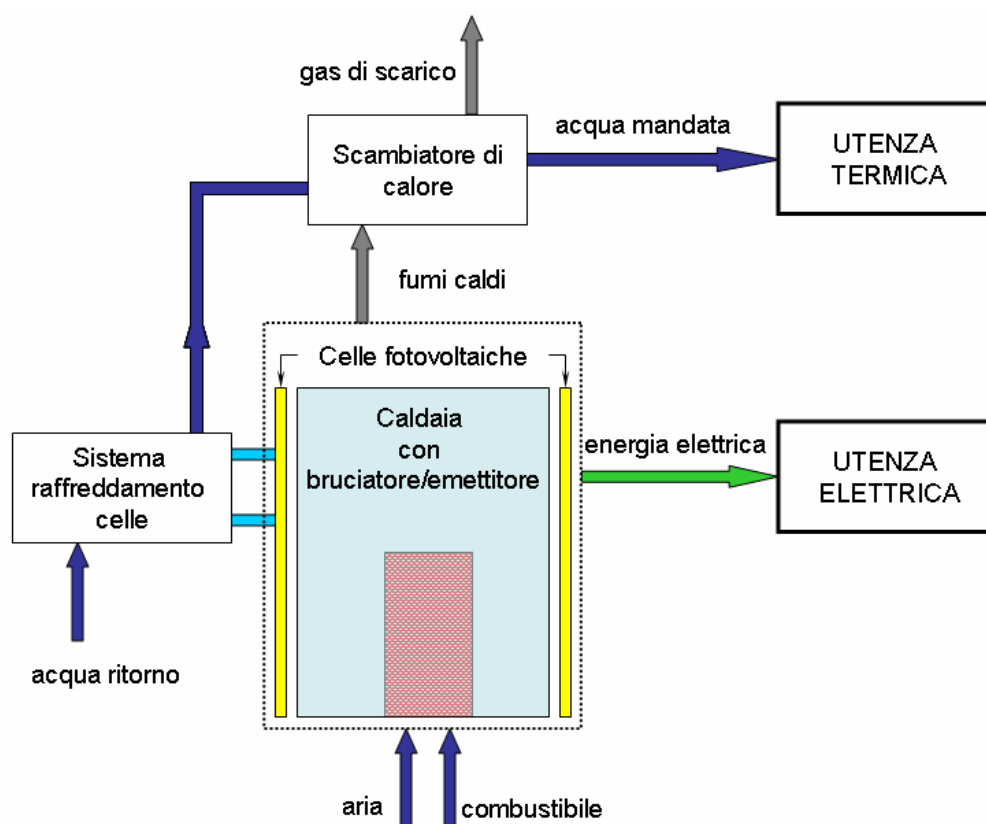 gas di scarico
acqua mandata
UTENZA
TERMICA
Scambiatore di
calore
fumi caldi
Celle fotovoltaiche
Caldaia
con
bruciatore/emettitore
Sistema
raffreddamento
celle
energia elettrica
UTENZA
ELETTRICA
acqua ritorno
aria
combustibile